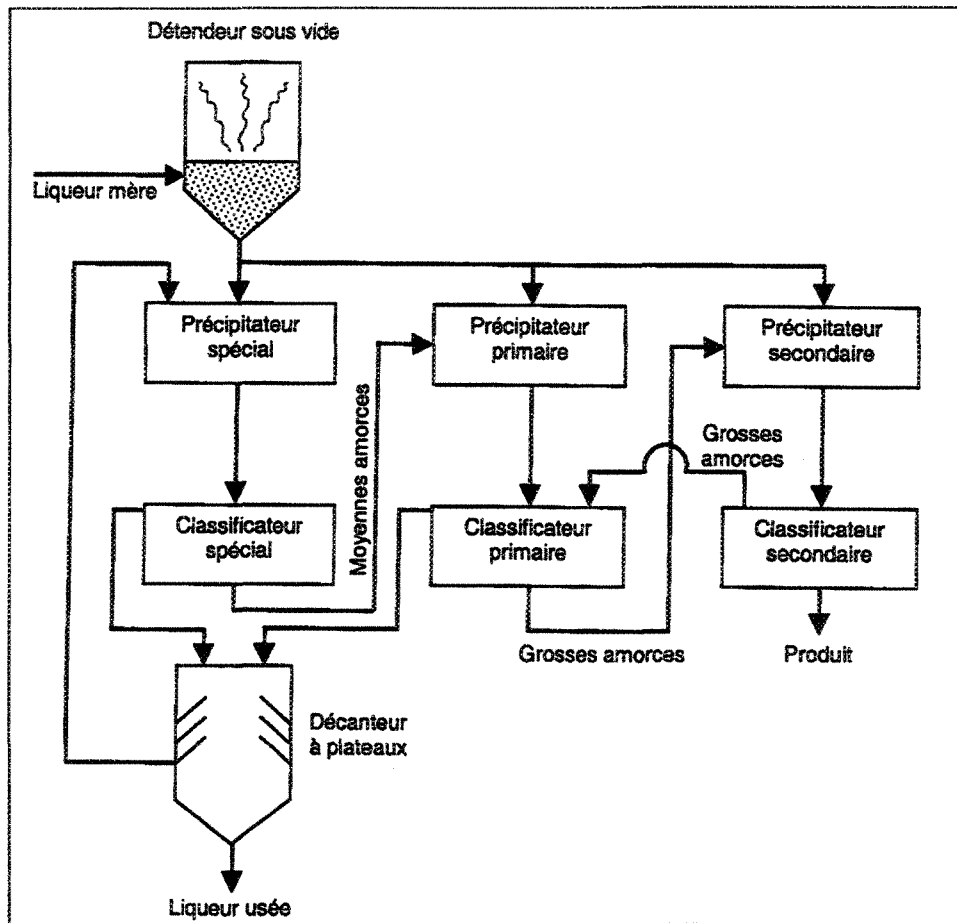 Détendeur sous vide
Liqueur mère
Précipitateur
spécial
Précipitateur
primaire
Précipitateur
secondaire
Moyennes amorces
Grosses
amorces
Classificateur
spécial
Classificateur
primaire
Classificateur
secondaire
Grosses amorces
Produit
Décanteur
à plateaux
Liqueur usée